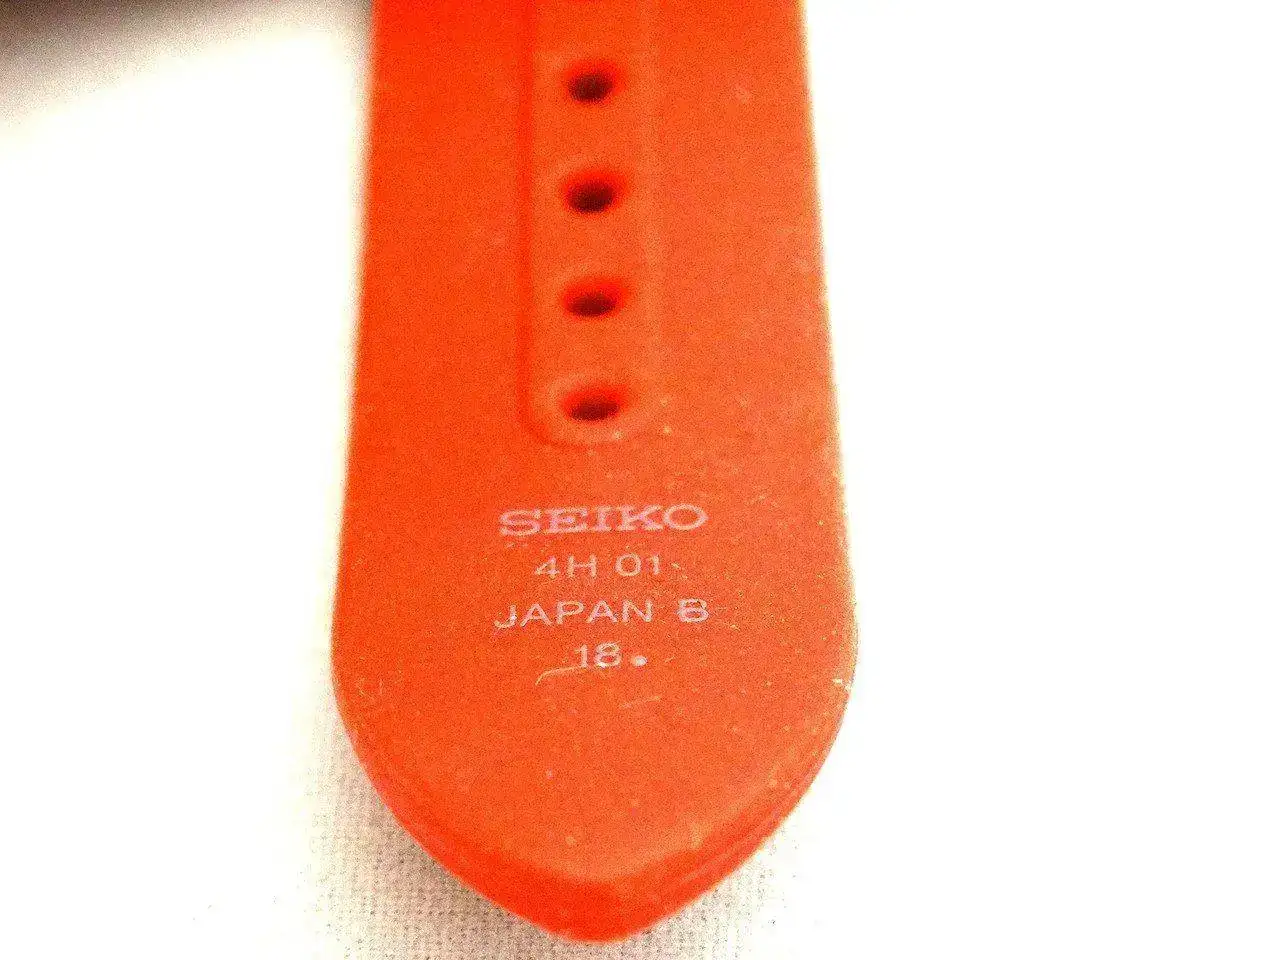 SEIKO
4H 01
JAPAN B
18.